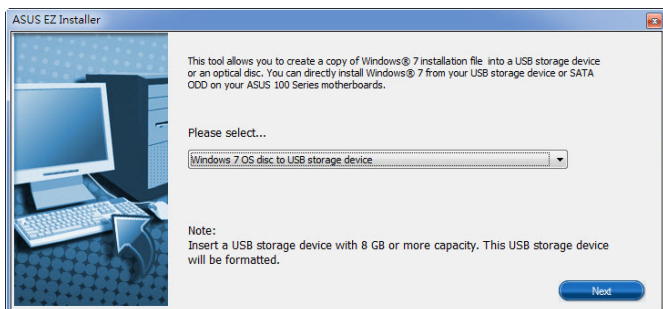 ASUS EZ Installer
This tool allows you to create a copy of Windows® 7 installation file into a USB storage device
or an optical disc. You can directly install Windows® 7 from your USB storage device or SATA
ODD on your ASUS 100 Series motherboards.
Please select...
Windows 7 OS disc to USB storage device
Note:
Insert a USB storage device with 8 GB or more capacity. This USB storage device
will be formatted.
Next